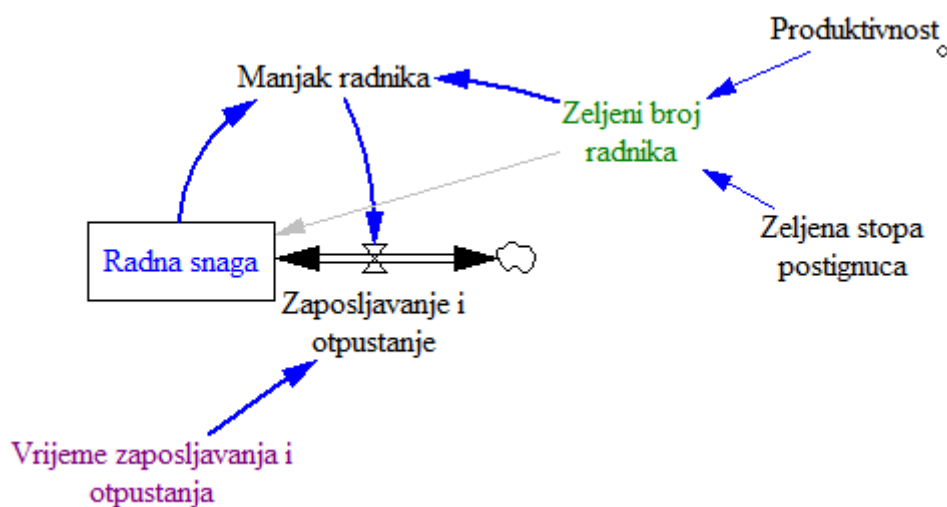 Produktivnost
Manjak radnika
Zeljeni broj
radnika
Zeljena stopa
postignuca
Radna snaga
Zaposljavanje i
otpustanje
Vrijeme zaposljavanja i
otpustanja